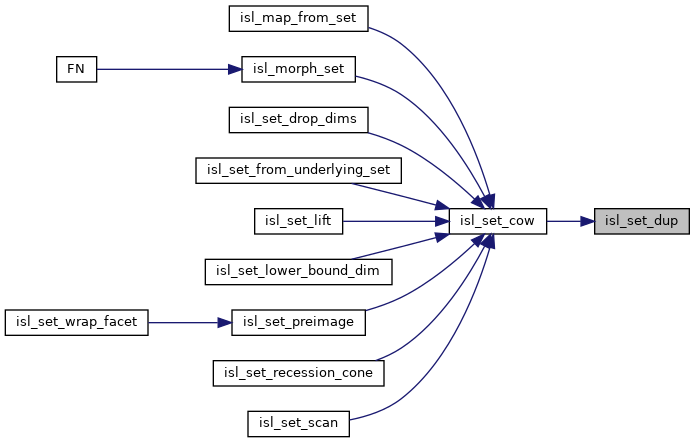 isl_map_from_set
FN
isl_morph_set
isl_set_drop_dims
isl_set_from_underlying_set
isl_set_lift
isl_set_cow
isl_set_dup
isl_set_lower_bound_dim
isl_set_wrap_facet
isl_set_preimage
isl_set_recession_cone
isl_set_scan